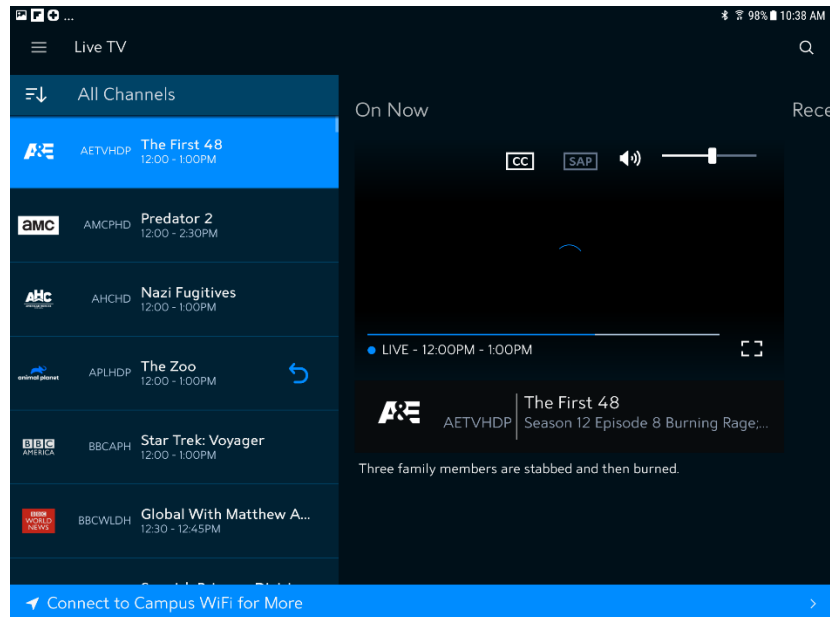 ... 98% 10:38 AM
Live TV
All Channels
A&E AETVHDP The First 48
12:00 - 1:00PM
amc AMCPHD Predator 2
12:00 - 2:30PM
AHC AHCHD Nazi Fugitives
12:00 - 1:00PM
animal planet APLHDP The Zoo
12:00 - 1:00PM
BBC AMERICA BBCAPH Star Trek: Voyager
12:00 - 1:00PM
BBC WORLD NEWS BBCWLDH Global With Matthew A...
12:30 - 12:45PM
On Now
Rece
CC SAP
LIVE - 12:00PM - 1:00PM
A&E AETVHDP The First 48
Season 12 Episode 8 Burning Rage;...
Three family members are stabbed and then burned.
Connect to Campus WiFi for More